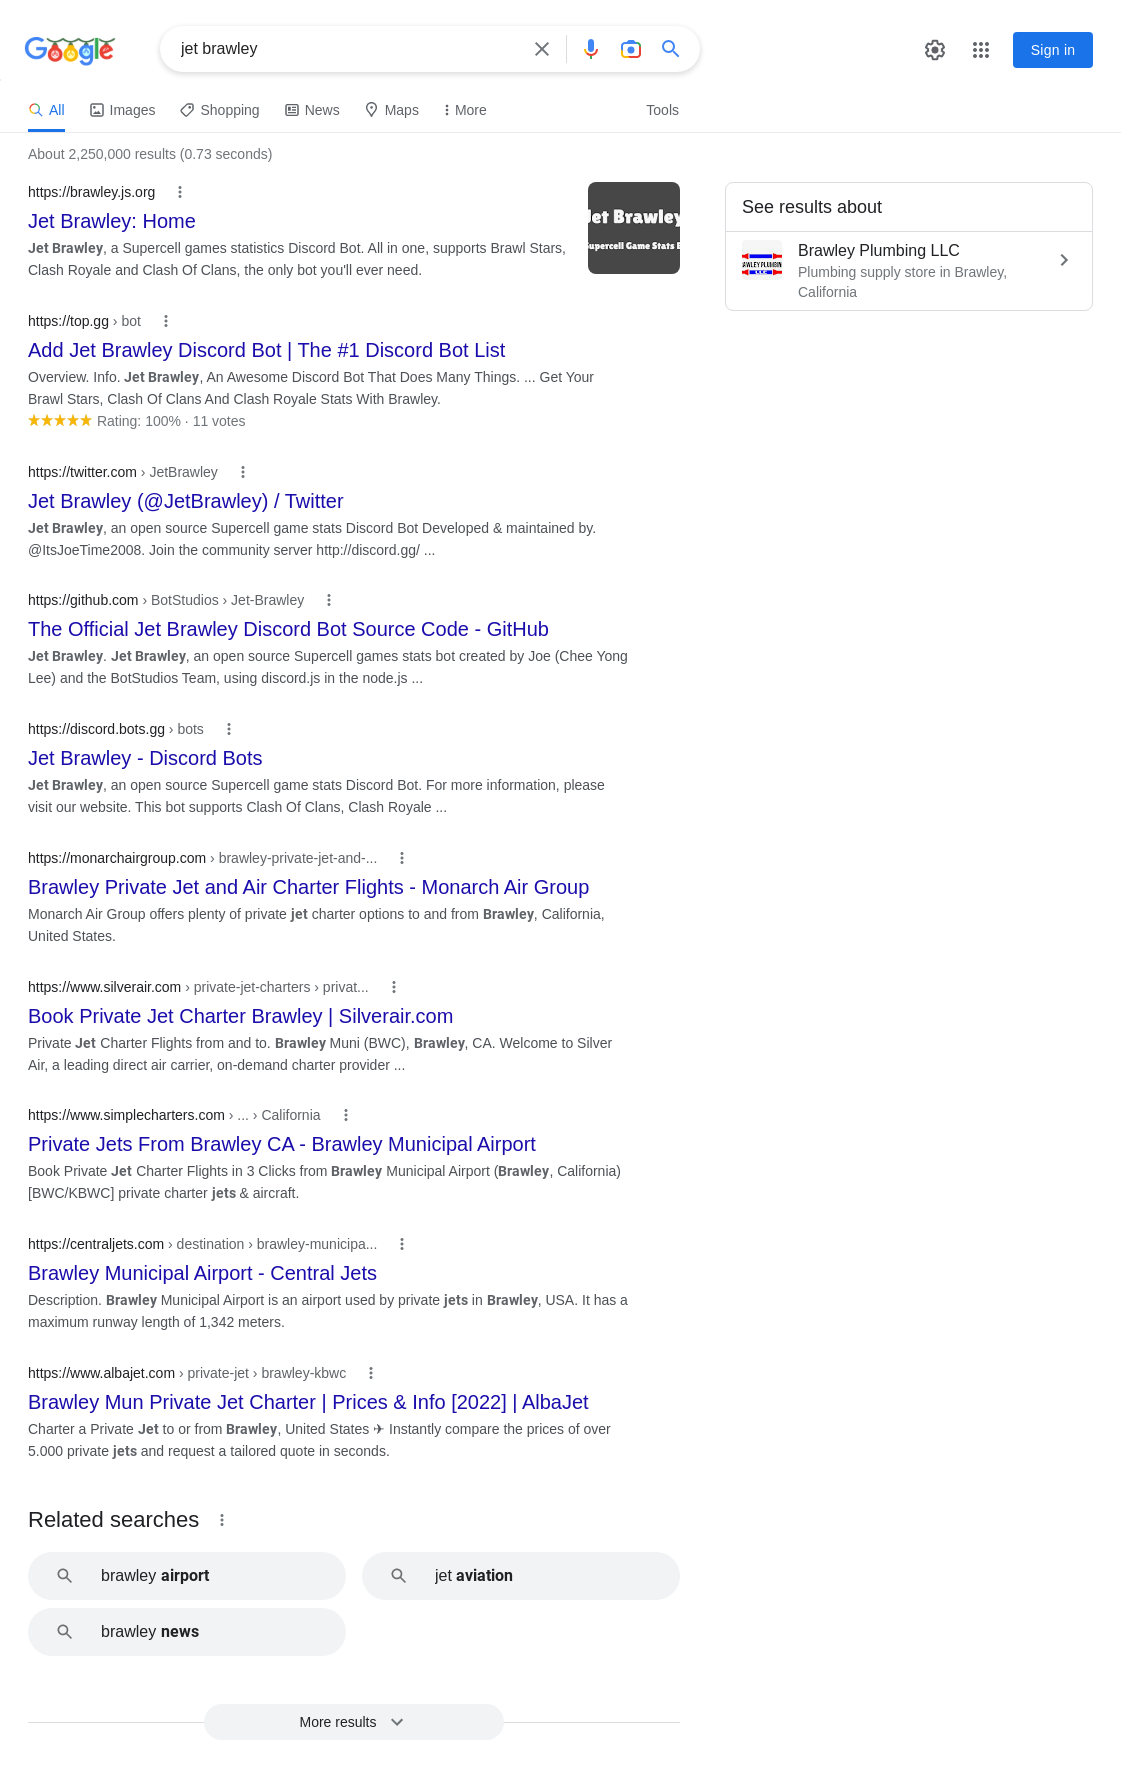 Google
jet brawley
Sign in
All
Images
Shopping
News
Maps
More
Tools
About 2,250,000 results (0.73 seconds)
https://brawley.js.org
Jet Brawley: Home
Jet Brawley, a Supercell games statistics Discord Bot. All in one, supports Brawl Stars,
Clash Royale and Clash Of Clans, the only bot you'll ever need.
Jet Brawley
Supercell Game Stats B
See results about
Brawley Plumbing LLC
Plumbing supply store in Brawley,
California
https://top.gg › bot
Add Jet Brawley Discord Bot | The #1 Discord Bot List
Overview. Info. Jet Brawley, An Awesome Discord Bot That Does Many Things. ... Get Your
Brawl Stars, Clash Of Clans And Clash Royale Stats With Brawley.
Rating: 100% · 11 votes
https://twitter.com › JetBrawley
Jet Brawley (@JetBrawley) / Twitter
Jet Brawley, an open source Supercell game stats Discord Bot Developed & maintained by.
@ItsJoeTime2008. Join the community server http://discord.gg/ ...
https://github.com › BotStudios › Jet-Brawley
The Official Jet Brawley Discord Bot Source Code - GitHub
Jet Brawley. Jet Brawley, an open source Supercell games stats bot created by Joe (Chee Yong
Lee) and the BotStudios Team, using discord.js in the node.js ...
https://discord.bots.gg › bots
Jet Brawley - Discord Bots
Jet Brawley, an open source Supercell game stats Discord Bot. For more information, please
visit our website. This bot supports Clash Of Clans, Clash Royale ...
https://monarchairgroup.com › brawley-private-jet-and-...
Brawley Private Jet and Air Charter Flights - Monarch Air Group
Monarch Air Group offers plenty of private jet charter options to and from Brawley, California,
United States.
https://www.silverair.com › private-jet-charters › privat...
Book Private Jet Charter Brawley | Silverair.com
Private Jet Charter Flights from and to. Brawley Muni (BWC), Brawley, CA. Welcome to Silver
Air, a leading direct air carrier, on-demand charter provider ...
https://www.simplecharters.com › ... › California
Private Jets From Brawley CA - Brawley Municipal Airport
Book Private Jet Charter Flights in 3 Clicks from Brawley Municipal Airport (Brawley, California)
[BWC/KBWC] private charter jets & aircraft.
https://centraljets.com › destination › brawley-municipa...
Brawley Municipal Airport - Central Jets
Description. Brawley Municipal Airport is an airport used by private jets in Brawley, USA. It has a
maximum runway length of 1,342 meters.
https://www.albajet.com › private-jet › brawley-kbwc
Brawley Mun Private Jet Charter | Prices & Info [2022] | AlbaJet
Charter a Private Jet to or from Brawley, United States ✈ Instantly compare the prices of over
5.000 private jets and request a tailored quote in seconds.
Related searches
brawley airport
jet aviation
brawley news
More results